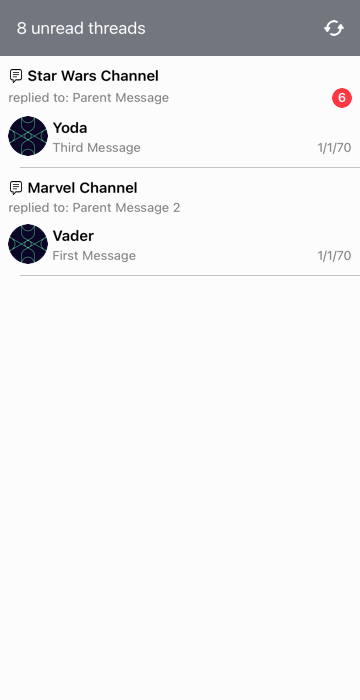 8 unread threads
Star Wars Channel
replied to: Parent Message
6
Yoda
Third Message
1/1/70
Marvel Channel
replied to: Parent Message 2
Vader
First Message
1/1/70